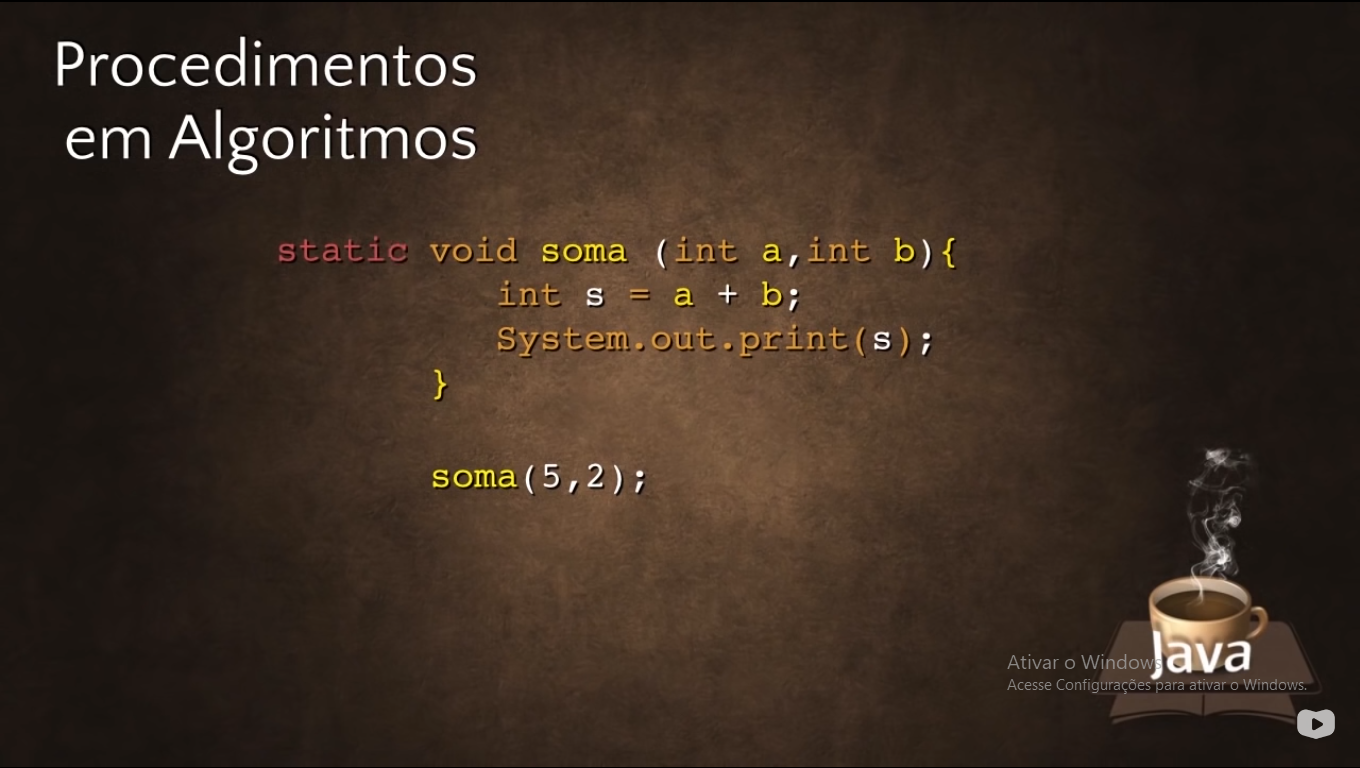 Procedimentos
em Algoritmos
static void soma (int a,int b){
int s = a + b;
System.out.print(s);
}
soma(5,2);
Java
Ativar o Windows
Acesse Configurações para ativar o Windows.